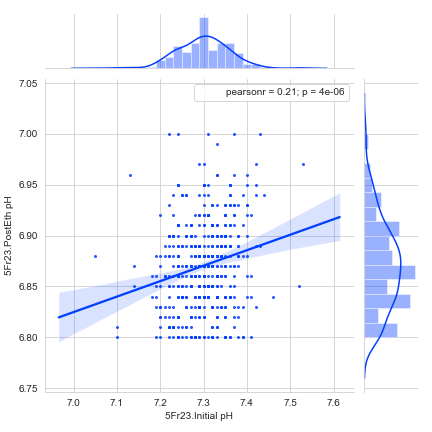 7.05
pearsonr = 0.21; p = 4e-06
7.00
6.95
6.90
6.85
6.80
6.75
5Fr23.PostEth pH
7.0 7.1 7.2 7.3 7.4 7.5 7.6
5Fr23.Initial pH